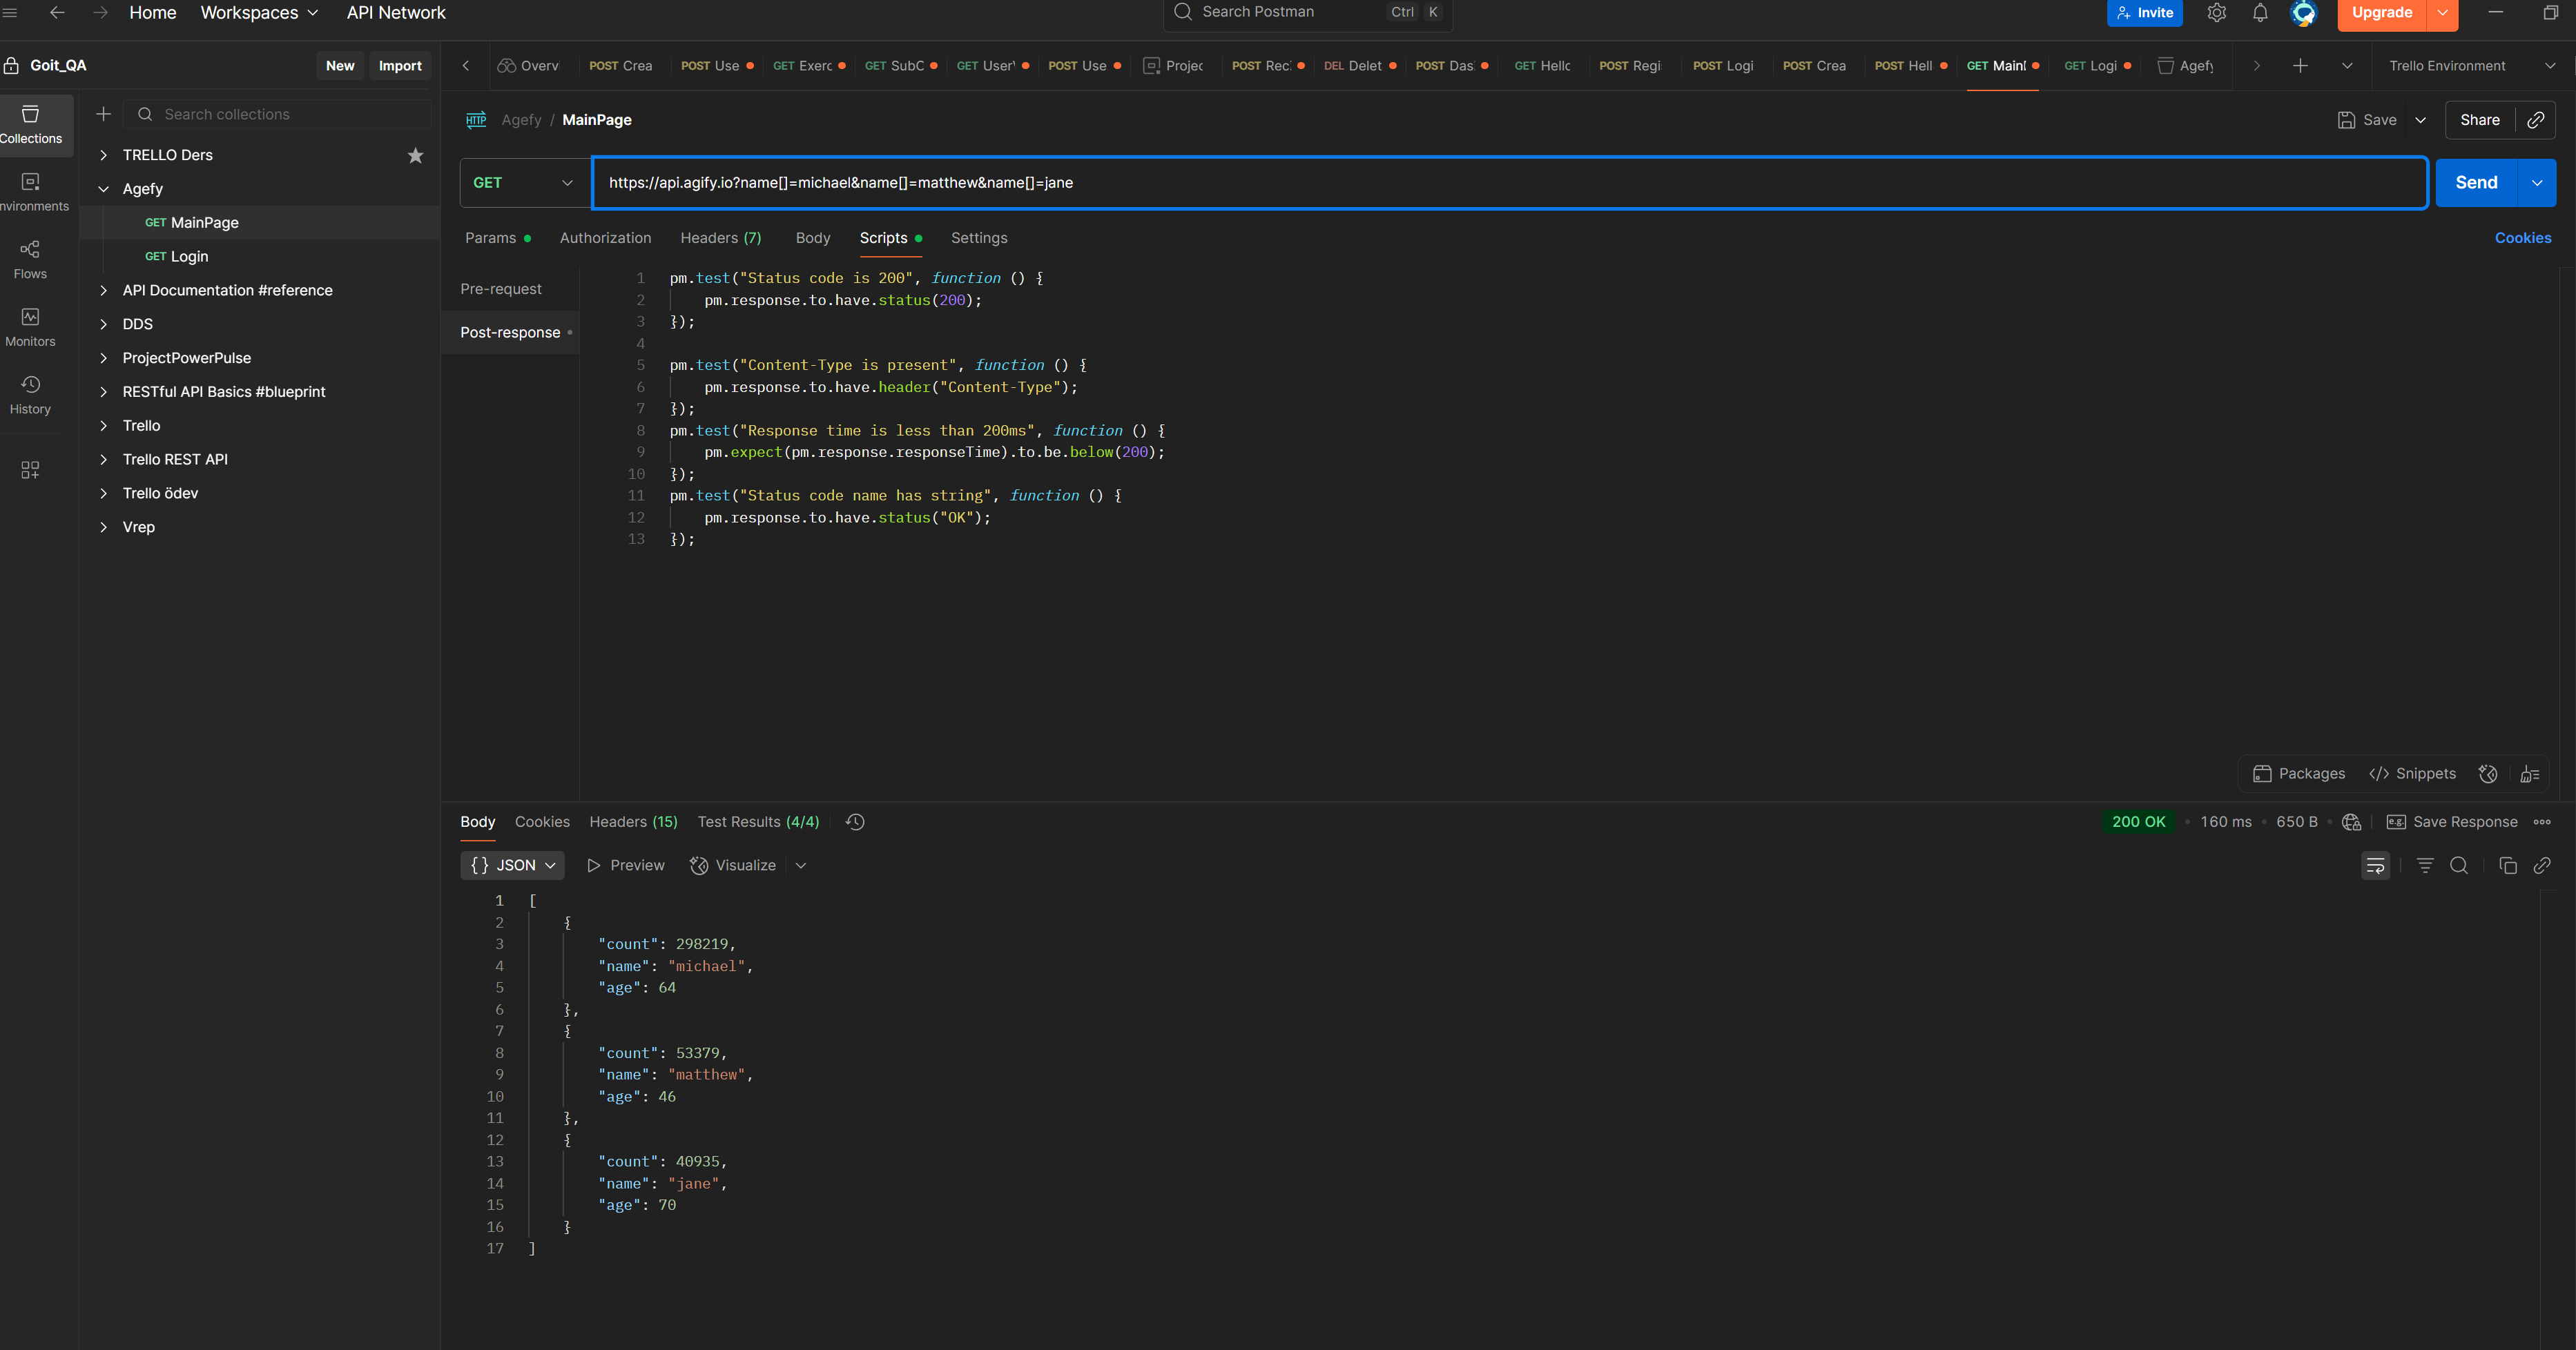 Home Workspaces API Network Search Postman Ctrl K Invite Upgrade
Goit_QA New Import
Overv POST Crea POST Use GET Exerc GET SubC GET User' POST Use Projec POST Rec DEL Delet POST Das GET Hello POST Regi POST Logi POST Crea POST Hell GET Main GET Logi Agefy Trello Environment
Collections
nvironments
Flows
Monitors
History
Search collections
TRELLO Ders
Agefy
GET MainPage
GET Login
API Documentation #reference
DDS
ProjectPowerPulse
RESTful API Basics #blueprint
Trello
Trello REST API
Trello ödev
Vrep
HTTP Agefy / MainPage Save Share
GET https://api.agify.io?name[]=michael&name[]=matthew&name[]=jane Send
Params Authorization Headers (7) Body Scripts Settings Cookies
Pre-request
Post-response
1 pm.test("Status code is 200", function () {
2 pm.response.to.have.status(200);
3 });
4
5 pm.test("Content-Type is present", function () {
6 pm.response.to.have.header("Content-Type");
7 });
8 pm.test("Response time is less than 200ms", function () {
9 pm.expect(pm.response.responseTime).to.be.below(200);
10 });
11 pm.test("Status code name has string", function () {
12 pm.response.to.have.status("OK");
13 });
Packages </> Snippets
Body Cookies Headers (15) Test Results (4/4) 200 OK 160 ms 650 B e.g. Save Response
{} JSON Preview Visualize
1 [
2 {
3 "count": 298219,
4 "name": "michael",
5 "age": 64
6 },
7 {
8 "count": 53379,
9 "name": "matthew",
10 "age": 46
11 },
12 {
13 "count": 40935,
14 "name": "jane",
15 "age": 70
16 }
17 ]